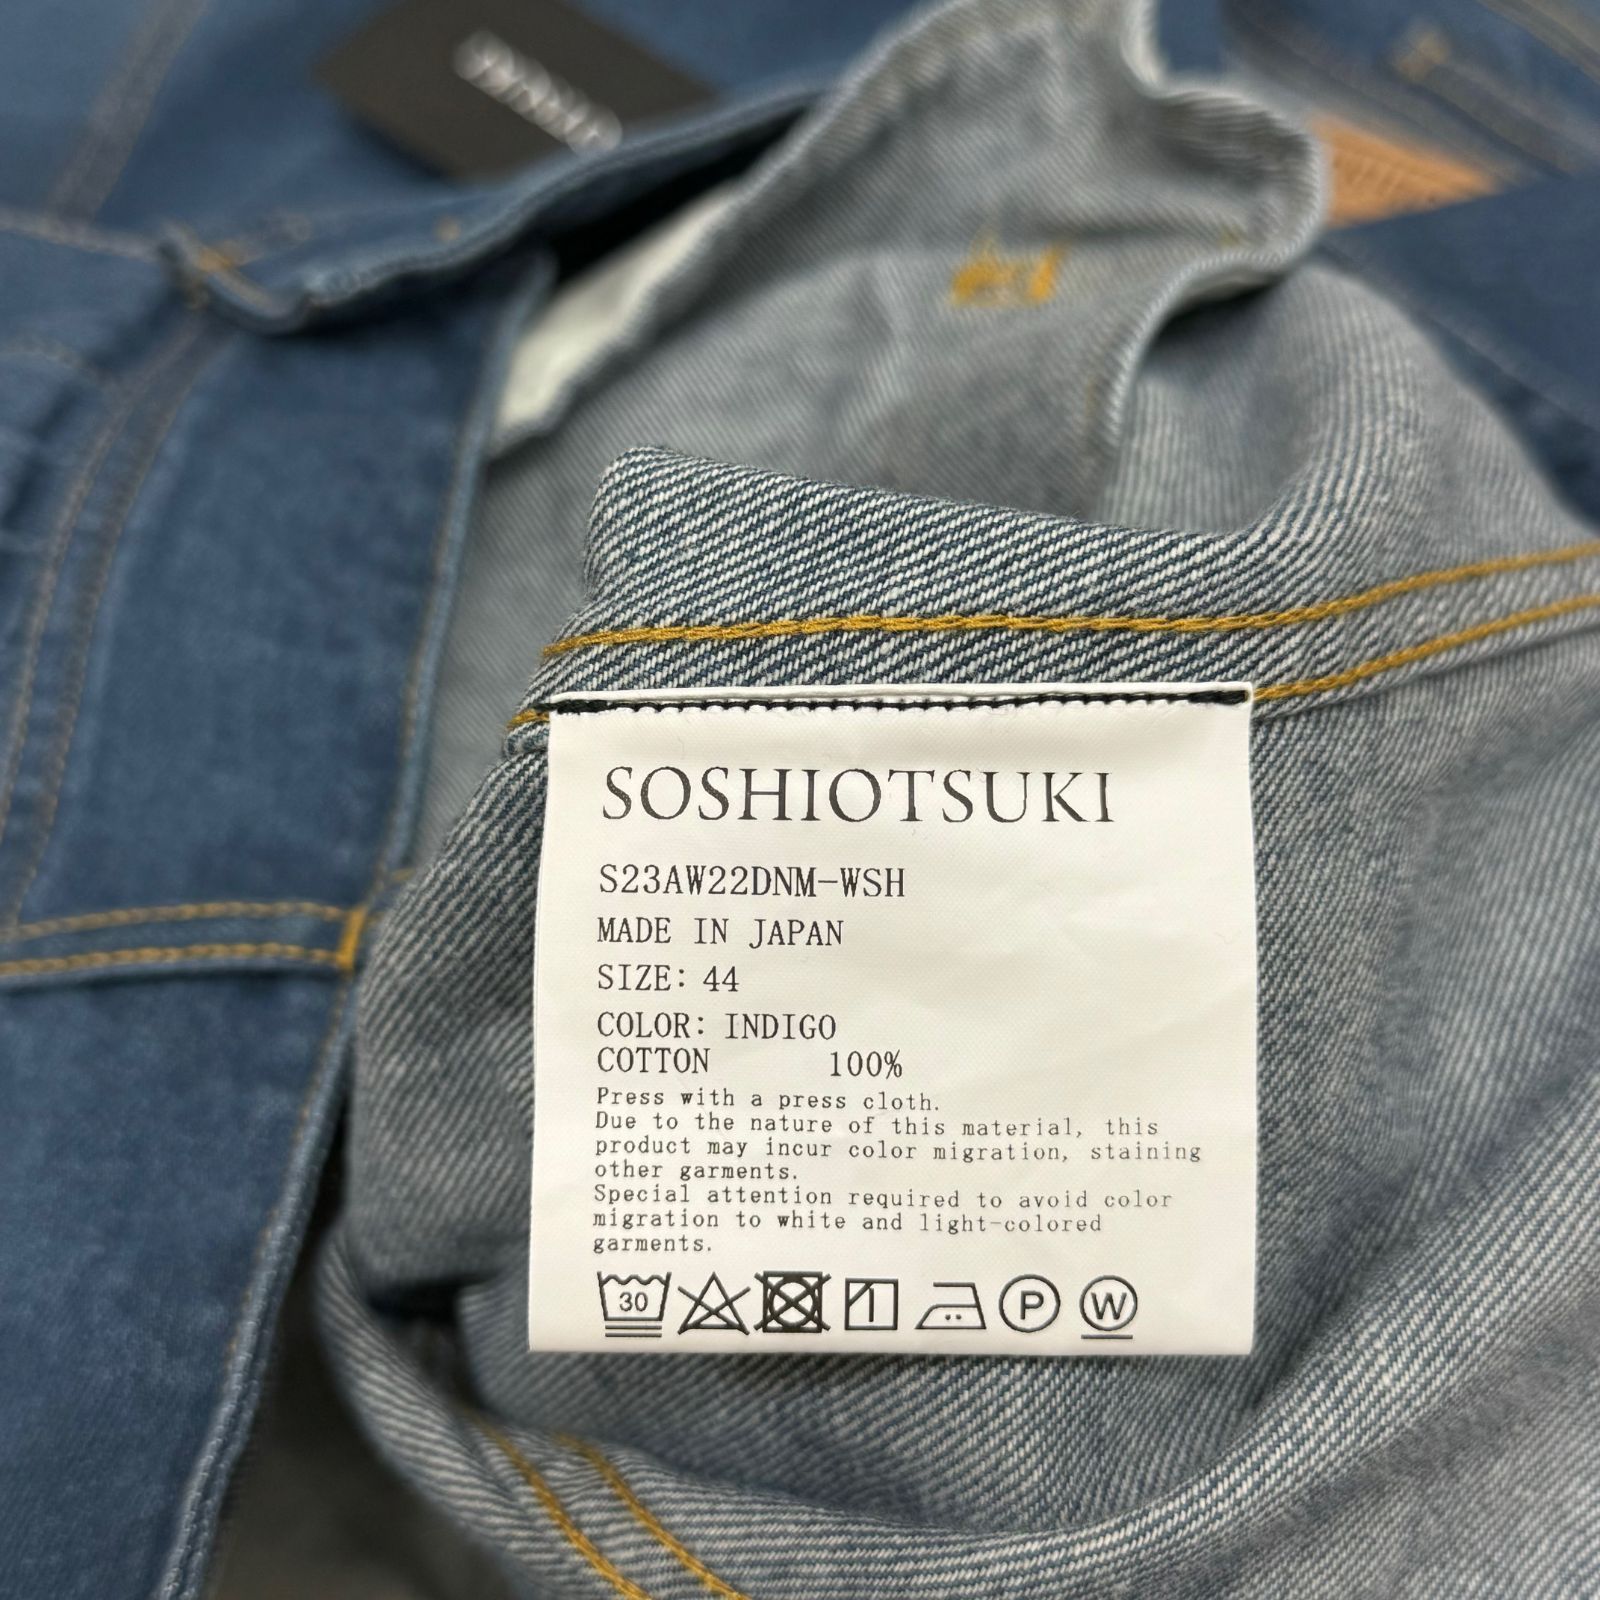 SOSHIOTSUKI
S23AW22DNM-WSH
MADE IN JAPAN
SIZE: 44
COLOR: INDIGO
COTTON 100%
Press with a press cloth.
Due to the nature of this material, this
product may incur color migration, staining
other garments.
Special attention required to avoid color
migration to white and light-colored
garments.
30 P W